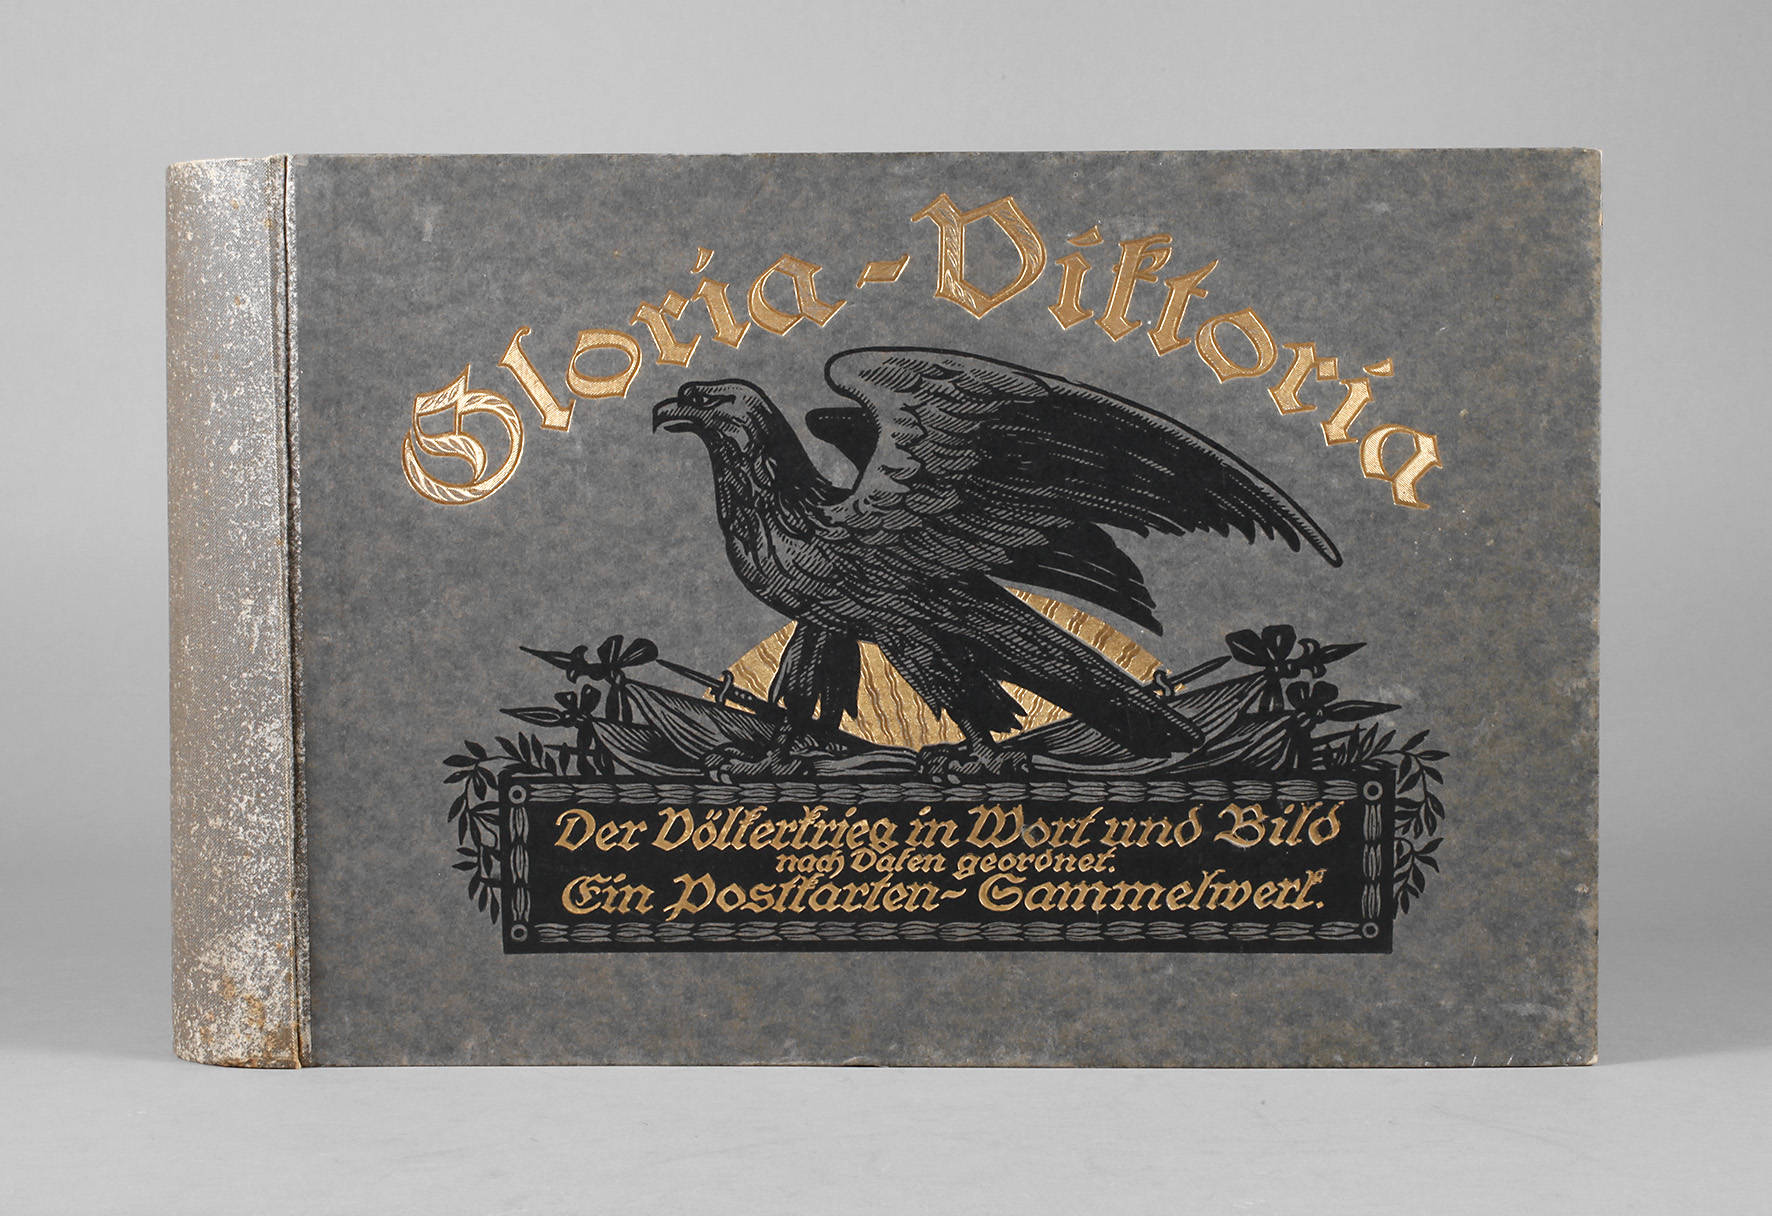 Gloria-Viktoria
Der Völkerkrieg in Wort und Bild
nach Daten geordnet.
Ein Postkarten-Sammelwerk.